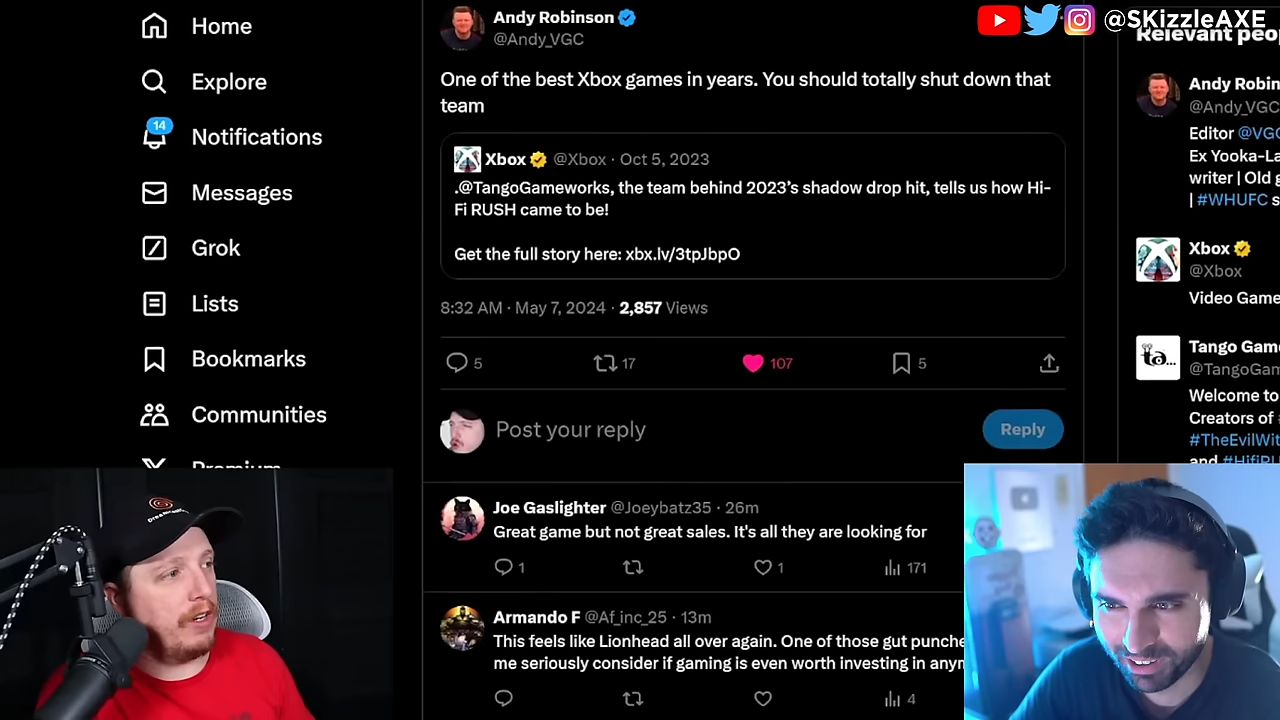 @SKizzleAXE
Home
Explore
14
Notifications
Messages
Grok
Lists
Bookmarks
Communities
Premium
Andy Robinson
@Andy_VGC
One of the best Xbox games in years. You should totally shut down that
team
Xbox @Xbox · Oct 5, 2023
.@TangoGameworks, the team behind 2023’s shadow drop hit, tells us how Hi-
Fi RUSH came to be!
Get the full story here: xbx.lv/3tpJbpO
8:32 AM · May 7, 2024 · 2,857 Views
5 17 107 5
Post your reply
Reply
Joe Gaslighter @Joeybatz35 · 26m
Great game but not great sales. It's all they are looking for
1 1 171
Armando F @Af_inc_25 · 13m
This feels like Lionhead all over again. One of those gut punche
me seriously consider if gaming is even worth investing in anym
4
Relevant peop
Andy Robin
@Andy_VGC
Editor @VGC
Ex Yooka-La
writer | Old g
| #WHUFC s
Xbox
@Xbox
Video Game
ta...
Tango Gam
@TangoGam
Welcome to
Creators of #
#TheEvilWit
and #HifiRU